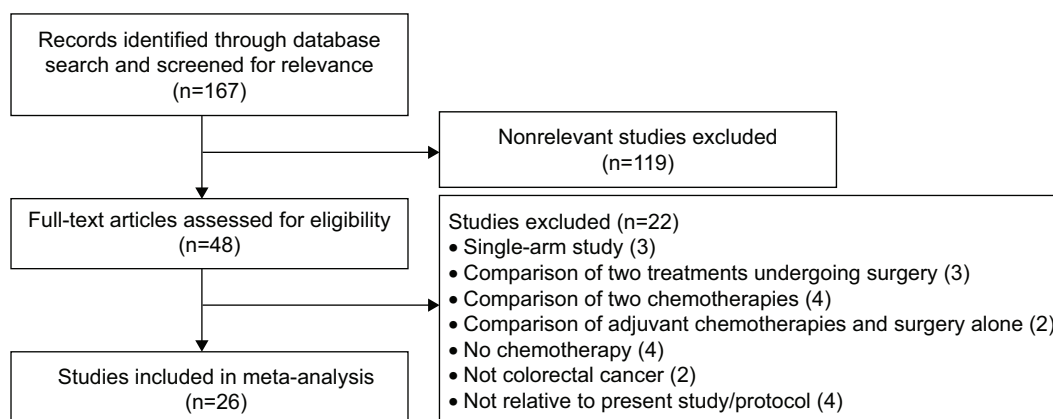 Records identified through database
search and screened for relevance
(n=167)
Nonrelevant studies excluded
(n=119)
Full-text articles assessed for eligibility
(n=48)
Studies excluded (n=22)
• Single-arm study (3)
• Comparison of two treatments undergoing surgery (3)
• Comparison of two chemotherapies (4)
• Comparison of adjuvant chemotherapies and surgery alone (2)
• No chemotherapy (4)
• Not colorectal cancer (2)
• Not relative to present study/protocol (4)
Studies included in meta-analysis
(n=26)